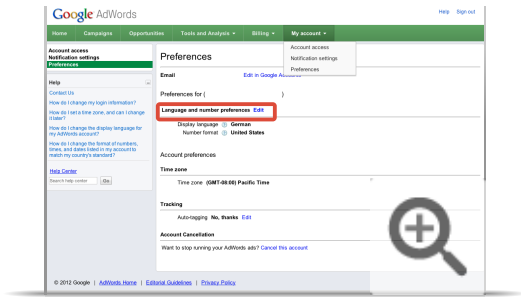 Google AdWords
Help Sign out
Home Campaigns Opportunities Tools and Analysis Billing My account
Account access
Notification settings
Preferences
Account access
Notification settings
Preferences
Preferences
Email Edit in Google Accounts
Help
Contact Us
How do I change my login information?
How do I set a time zone, and can I change
it later?
How do I change the display language for
my AdWords account?
How do I change the format of numbers,
times, and dates listed in my account to
match my country's standard?
Help Center
Search help center Go
Preferences for ( )
Language and number preferences Edit
Display language German
Number format United States
Account preferences
Time zone
Time zone (GMT-08:00) Pacific Time
Tracking
Auto-tagging No, thanks Edit
Account Cancellation
Want to stop running your AdWords ads? Cancel this account
© 2012 Google | AdWords Home | Editorial Guidelines | Privacy Policy